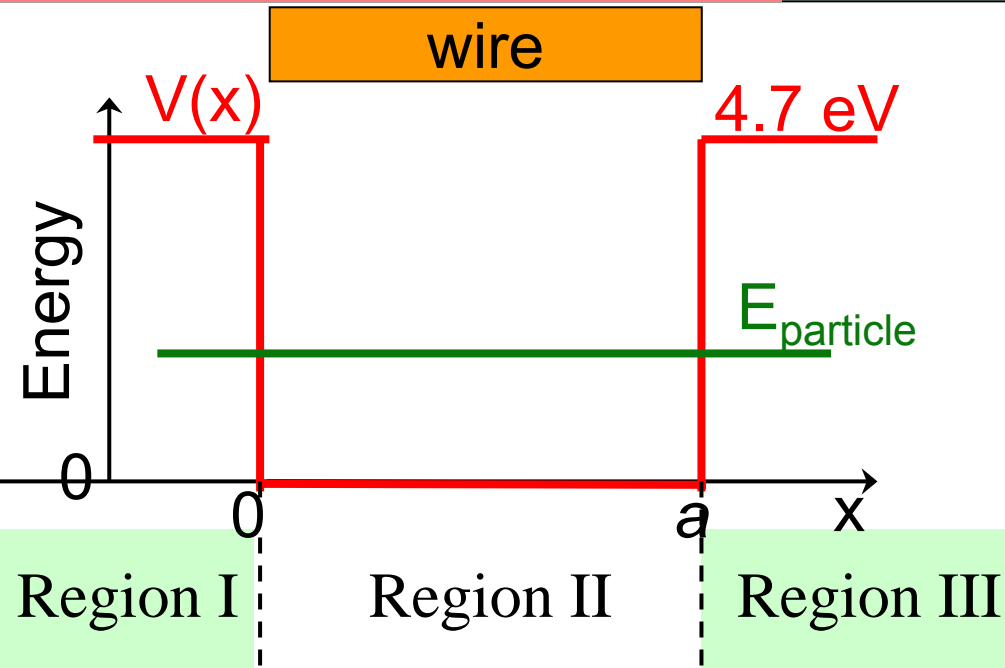 wire
V(x)
4.7 eV
Energy
E_particle
0
0
a
x
Region I
Region II
Region III